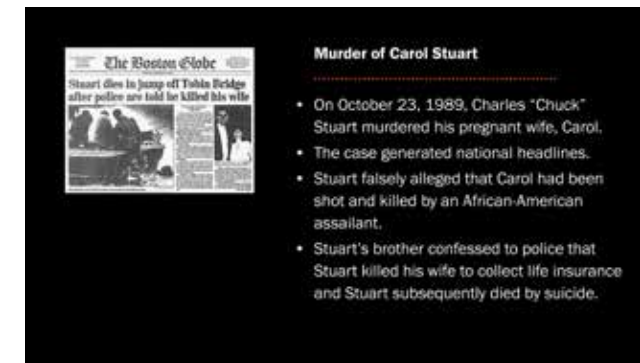 The Boston Globe
Stuart dies in jump off Tobin Bridge
after police are told he killed his wife
Murder of Carol Stuart
• On October 23, 1989, Charles "Chuck"
Stuart murdered his pregnant wife, Carol.
• The case generated national headlines.
• Stuart falsely alleged that Carol had been
shot and killed by an African-American
assailant.
• Stuart's brother confessed to police that
Stuart killed his wife to collect life insurance
and Stuart subsequently died by suicide.